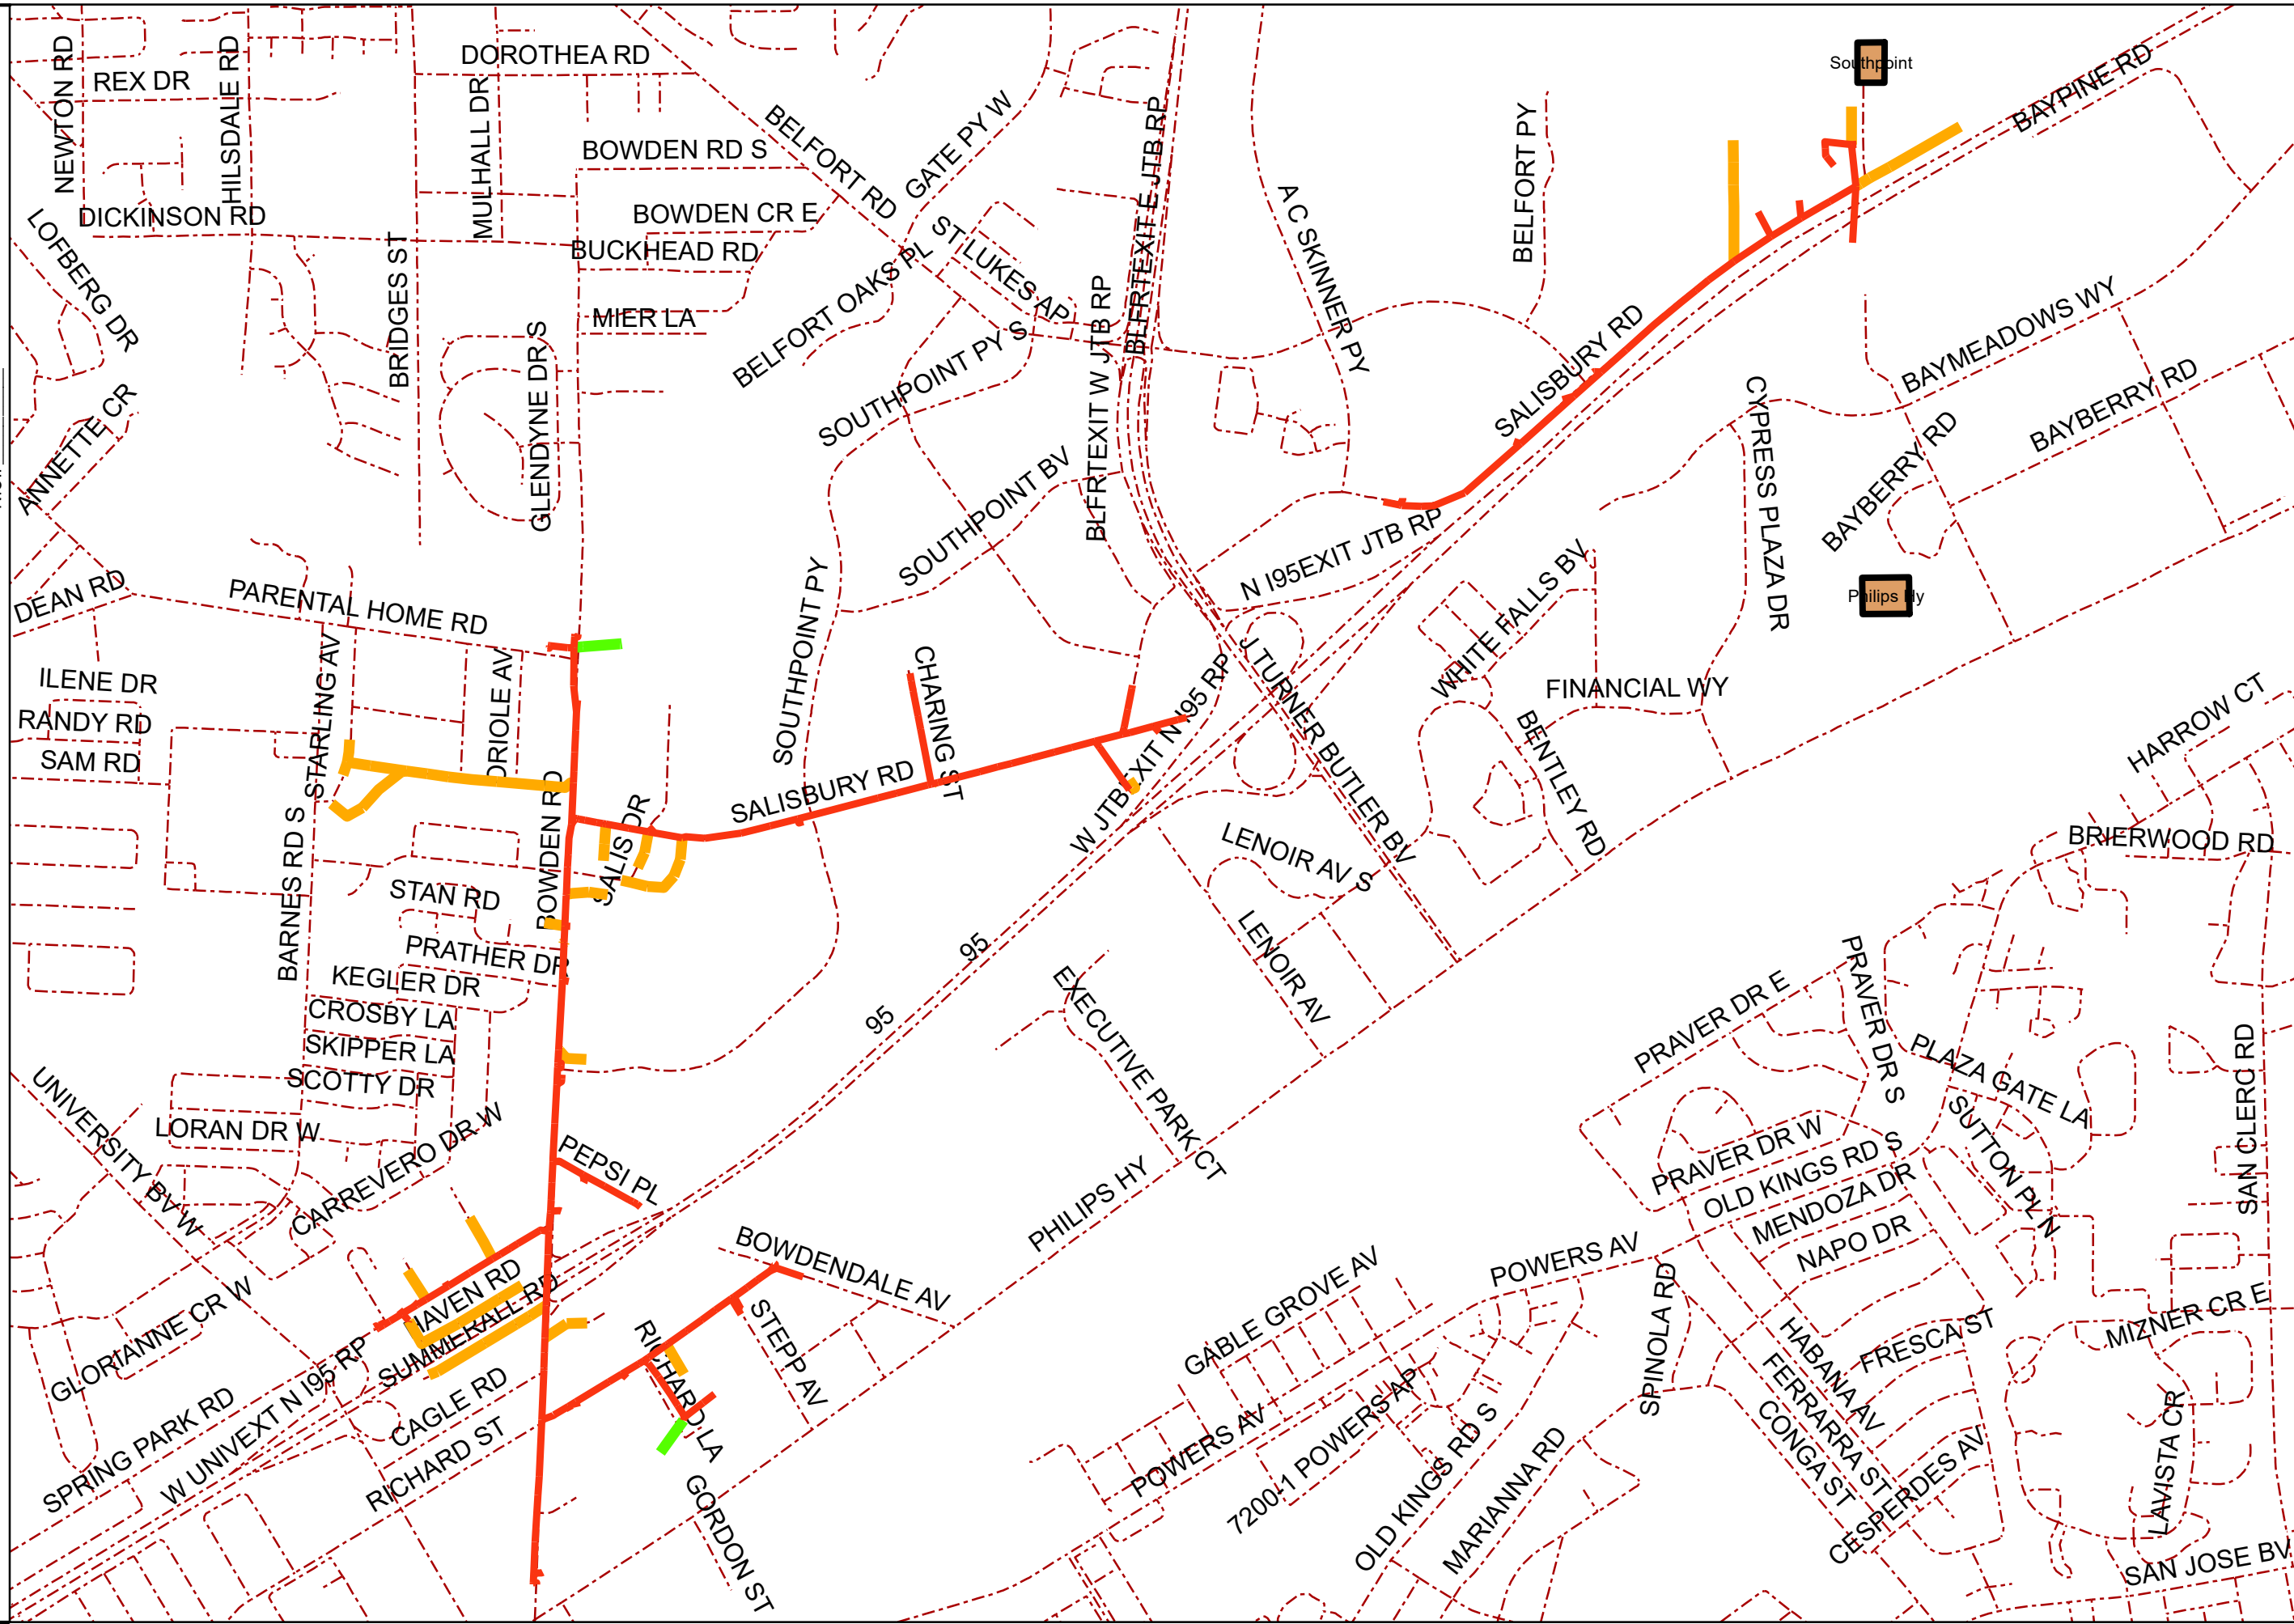 DOROTHEA RD
NEWTON RD
REX DR
HILSDALE RD
MULHALL DR
BELFORT RD
GATE PY W
BLFRTEXIT E JTB RP
BELFORT PY
Southpoint
BAYPINE RD
BOWDEN RD S
BOWDEN CR E
BUCKHEAD RD
DICKINSON RD
LOFBERG DR
BRIDGES ST
GLENDYNE DR S
MIER LA
BELFORT OAKS PL
ST LUKES AP
SOUTHPOINT PY S
BLFRTEXIT W JTB RP
A C SKINNER PY
SALISBURY RD
BAYMEADOWS WY
BAYBERRY RD
BAYBERRY RD
CYPRESS PLAZA DR
ANNETTE CR
SOUTHPOINT BV
N I95EXIT JTB RP
WHITE FALLS BV
Philips Hy
DEAN RD
PARENTAL HOME RD
STARLING AV
ORIOLE AV
ILENE DR
RANDY RD
SAM RD
SOUTHPOINT PY
CHARING ST
SALISBURY RD
W JTB EXIT N I95 RP
J TURNER BUTLER BV
FINANCIAL WY
BENTLEY RD
HARROW CT
BRIERWOOD RD
BARNES RD S
BOWDEN RD
SALIS DR
STAN RD
PRATHER DR
KEGLER DR
CROSBY LA
SKIPPER LA
SCOTTY DR
LORAN DR W
CARREVERO DR W
UNIVERSITY BV W
95
95
LENOIR AV S
LENOIR AV
EXECUTIVE PARK CT
PRAVER DR E
PRAVER DR S
PLAZA GATE LA
SUTTON PL N
SAN CLERC RD
PRAVER DR W
OLD KINGS RD S
MENDOZA DR
NAPO DR
PEPSI PL
BOWDENDALE AV
PHILIPS HY
HAVEN RD
SUMMERALL RD
GLORIANNE CR W
SPRING PARK RD
W UNIVEXT N I95 RP
CAGLE RD
RICHARD ST
RICHARD LA
STEPP AV
GORDON ST
GABLE GROVE AV
POWERS AV
POWERS AV
7200-1 POWERS AP
OLD KINGS RD S
MARIANNA RD
SPINOLA RD
HABANA AV
FERRARRA ST
CONGA ST
FRESCA ST
CESPERDES AV
MIZNER CR E
LAVISTA CR
SAN JOSE BV